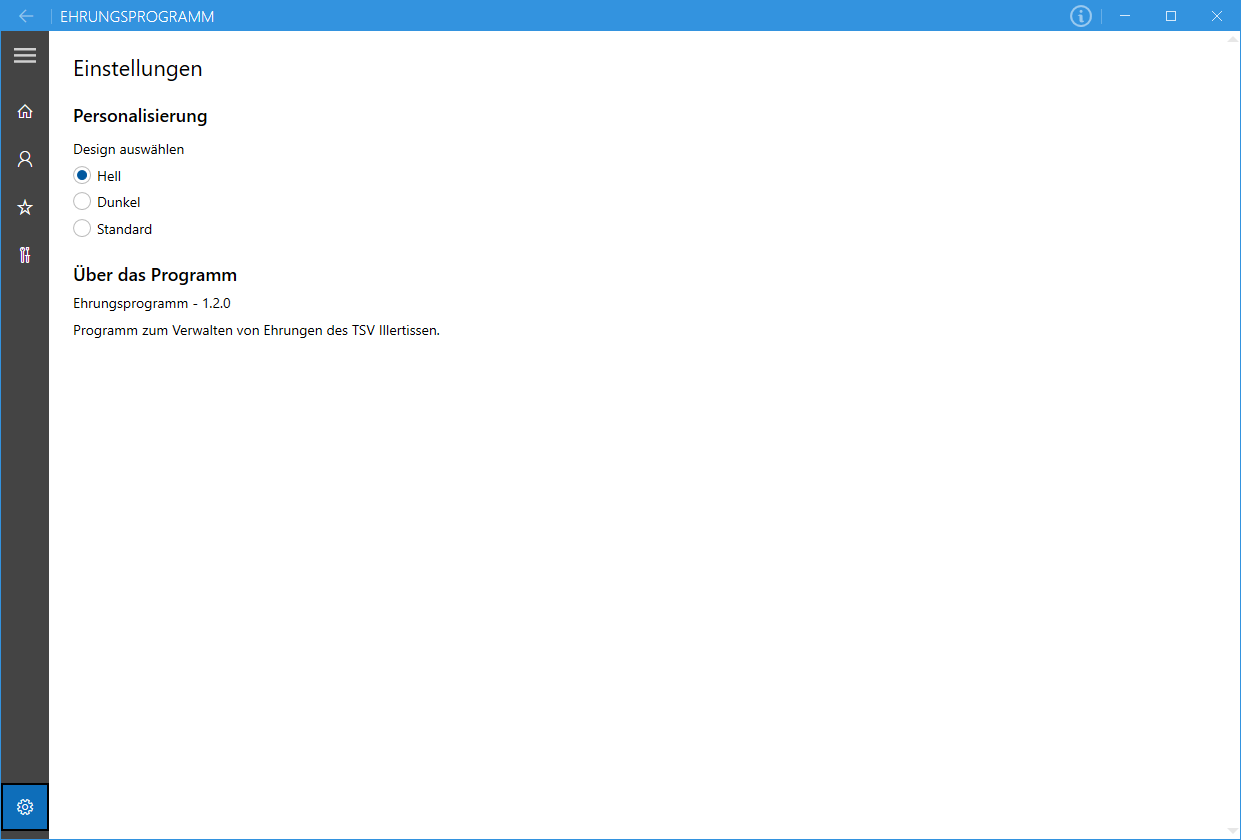 EHRUNGSPROGRAMM
Einstellungen
Personalisierung
Design auswählen
Hell
Dunkel
Standard
Über das Programm
Ehrungsprogramm - 1.2.0
Programm zum Verwalten von Ehrungen des TSV Illertissen.